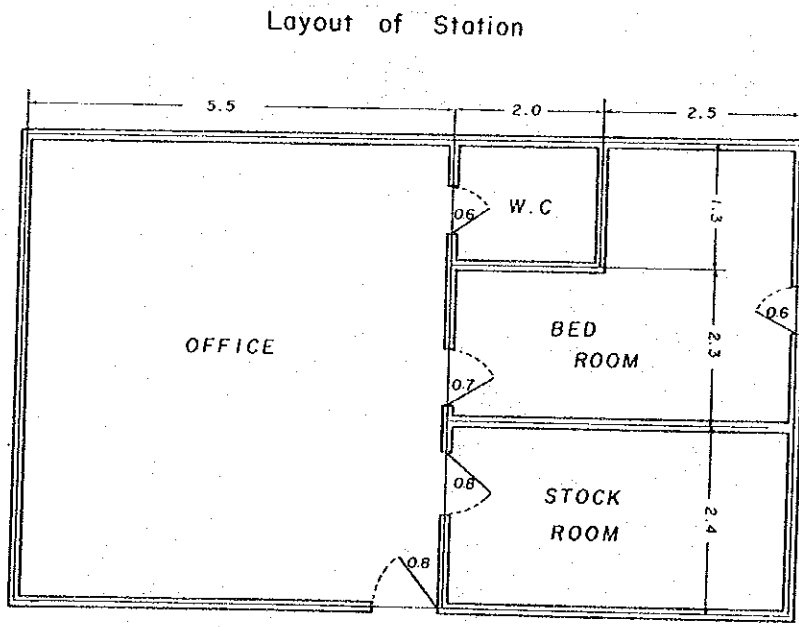 Layout of Station
5.5
2.0
2.5
W.C
0.6
1.3
OFFICE
BED
ROOM
0.6
2.3
0.7
STOCK
ROOM
0.8
2.4
0.8